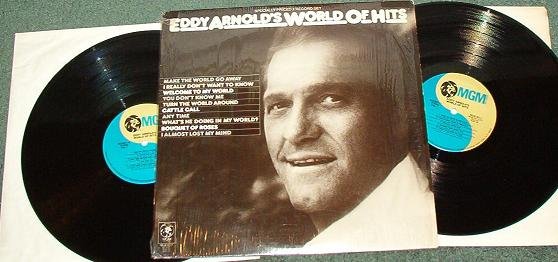 SPECIALLY PRICED 2 RECORD SET
EDDY ARNOLD'S WORLD OF HITS
MAKE THE WORLD GO AWAY
I REALLY DON'T WANT TO KNOW
WELCOME TO MY WORLD
YOU DON'T KNOW ME
TURN THE WORLD AROUND
CATTLE CALL
ANY TIME
WHAT'S HE DOING IN MY WORLD?
BOUQUET OF ROSES
I ALMOST LOST MY MIND
MGM
MGM